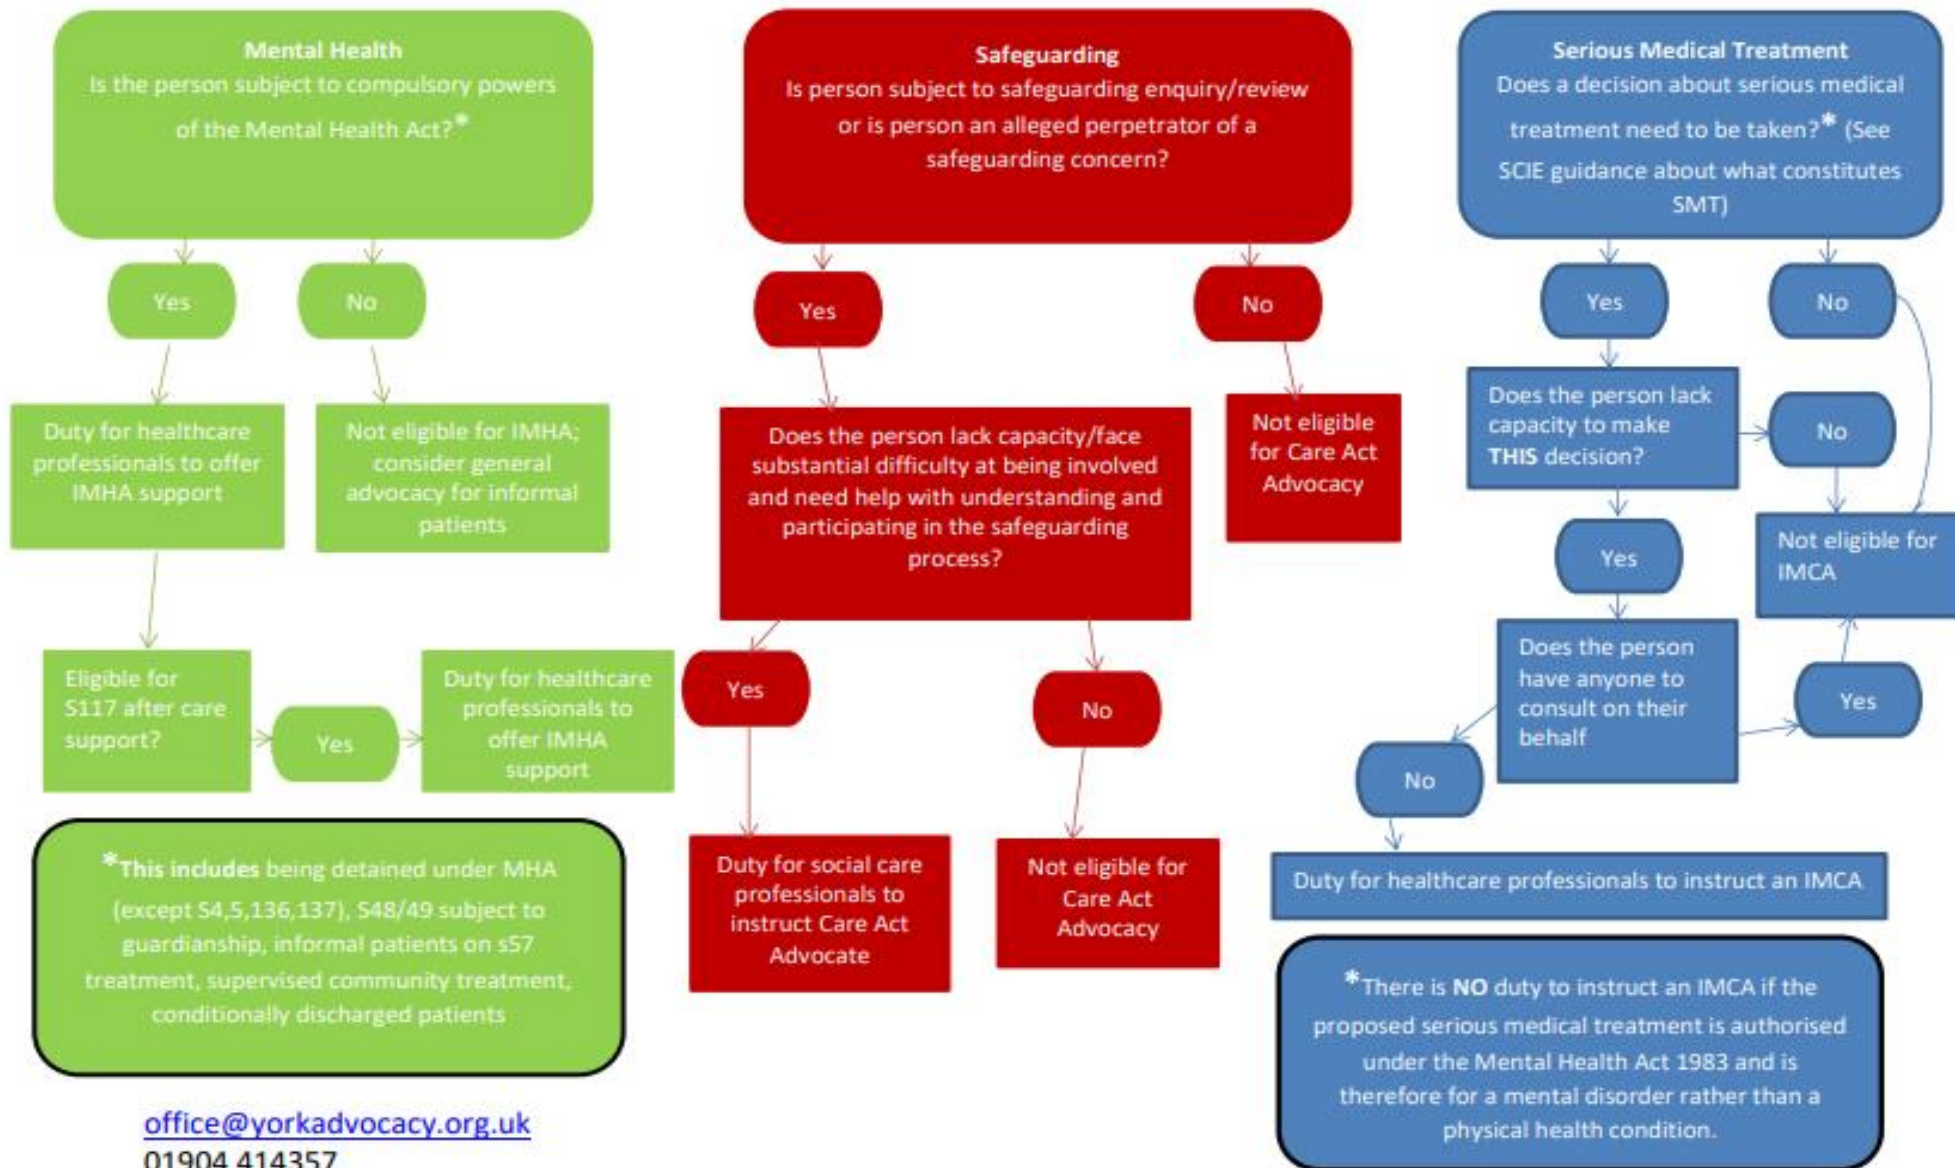 Mental Health
Is the person subject to compulsory powers
of the Mental Health Act?*
Yes
No
Duty for healthcare
professionals to offer
IMHA support
Not eligible for IMHA;
consider general
advocacy for informal
patients
Eligible for
S117 after care
support?
Yes
Duty for healthcare
professionals to
offer IMHA
support
*This includes being detained under MHA
(except S4,5,136,137), S48/49 subject to
guardianship, informal patients on s57
treatment, supervised community treatment,
conditionally discharged patients
office@yorkadvocacy.org.uk
01904 414357
Safeguarding
Is person subject to safeguarding enquiry/review
or is person an alleged perpetrator of a
safeguarding concern?
Yes
No
Does the person lack capacity/face
substantial difficulty at being involved
and need help with understanding and
participating in the safeguarding
process?
Not eligible
for Care Act
Advocacy
Yes
No
Duty for social care
professionals to
instruct Care Act
Advocate
Not eligible for
Care Act
Advocacy
Serious Medical Treatment
Does a decision about serious medical
treatment need to be taken?* (See
SCIE guidance about what constitutes
SMT)
Yes
No
Does the person lack
capacity to make
THIS decision?
No
Yes
Not eligible for
IMCA
Does the person
have anyone to
consult on their
behalf
Yes
No
Duty for healthcare professionals to instruct an IMCA
*There is NO duty to instruct an IMCA if the
proposed serious medical treatment is authorised
under the Mental Health Act 1983 and is
therefore for a mental disorder rather than a
physical health condition.